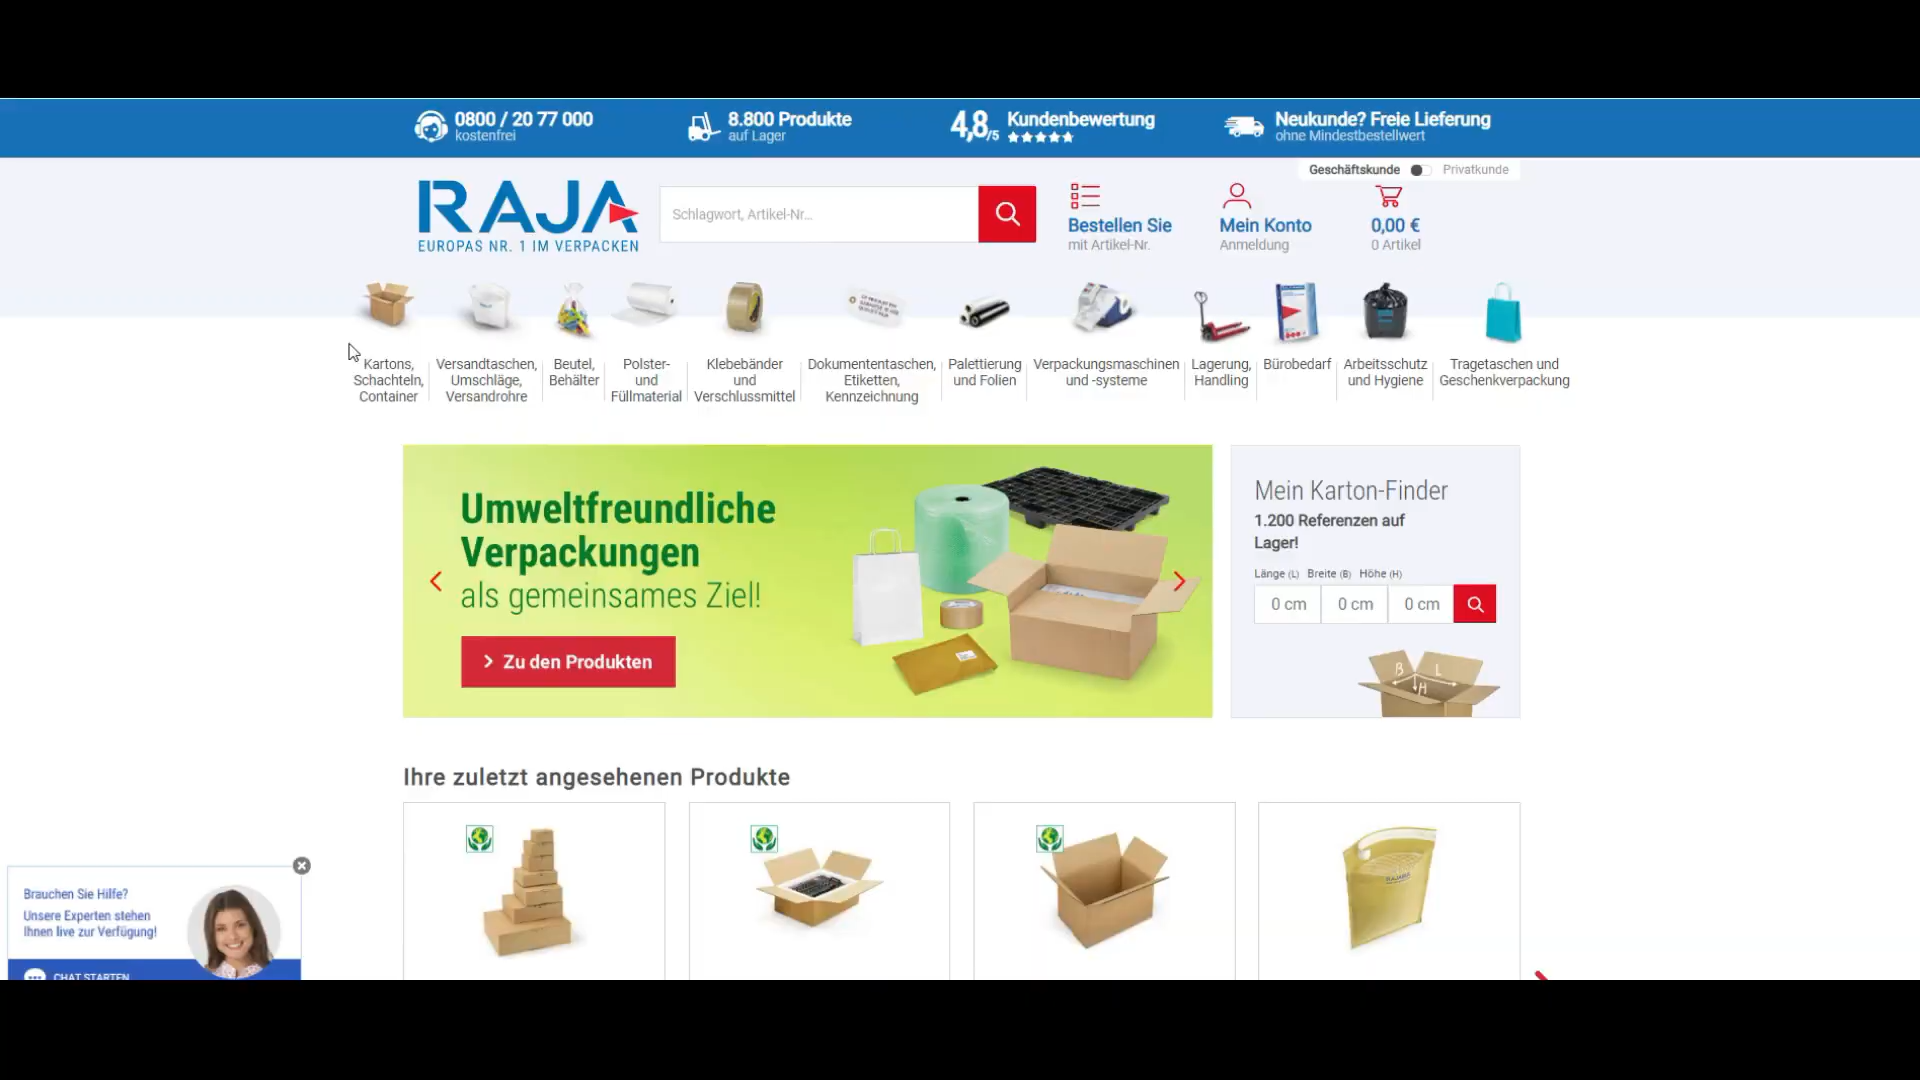 0800 / 20 77 000
kostenfrei
8.800 Produkte
auf Lager
4,8/5
Kundenbewertung
Neukunde? Freie Lieferung
ohne Mindestbestellwert
Geschäftskunde
Privatkunde
RAJA
EUROPAS NR. 1 IM VERPACKEN
Schlagwort, Artikel-Nr...
Bestellen Sie
mit Artikel-Nr.
Mein Konto
Anmeldung
0,00 €
0 Artikel
Kartons,
Schachteln,
Container
Versandtaschen,
Umschläge,
Versandrohre
Beutel,
Behälter
Polster-
und
Füllmaterial
Klebebänder
und
Verschlussmittel
Dokumententaschen,
Etiketten,
Kennzeichnung
Palettierung
und Folien
Verpackungsmaschinen
und -systeme
Lagerung,
Handling
Bürobedarf
Arbeitsschutz
und Hygiene
Tragetaschen und
Geschenkverpackung
Umweltfreundliche
Verpackungen
als gemeinsames Ziel!
Zu den Produkten
Mein Karton-Finder
1.200 Referenzen auf
Lager!
Länge (L) Breite (B) Höhe (H)
0 cm 0 cm 0 cm
B L
H
Ihre zuletzt angesehenen Produkte
Brauchen Sie Hilfe?
Unsere Experten stehen
Ihnen live zur Verfügung!
CHAT STARTEN